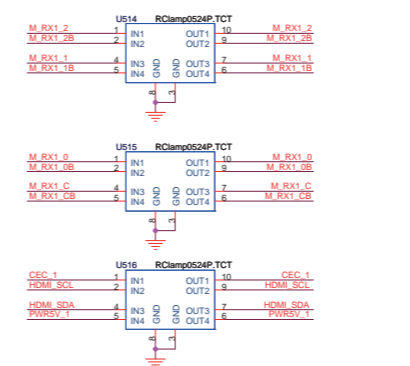 U514 RClamp0524P.TCT
M_RX1_2 1 IN1 OUT1 10 M_RX1_2
M_RX1_2B 2 IN2 OUT2 9 M_RX1_2B
M_RX1_1 4 IN3 OUT3 7 M_RX1_1
M_RX1_1B 5 IN4 OUT4 6 M_RX1_1B
GND GND
8 3
U515 RClamp0524P.TCT
M_RX1_0 1 IN1 OUT1 10 M_RX1_0
M_RX1_0B 2 IN2 OUT2 9 M_RX1_0B
M_RX1_C 4 IN3 OUT3 7 M_RX1_C
M_RX1_CB 5 IN4 OUT4 6 M_RX1_CB
GND GND
8 3
U516 RClamp0524P.TCT
CEC_1 1 IN1 OUT1 10 CEC_1
HDMI_SCL 2 IN2 OUT2 9 HDMI_SCL
HDMI_SDA 4 IN3 OUT3 7 HDMI_SDA
PWR5V_1 5 IN4 OUT4 6 PWR5V_1
GND GND
8 3